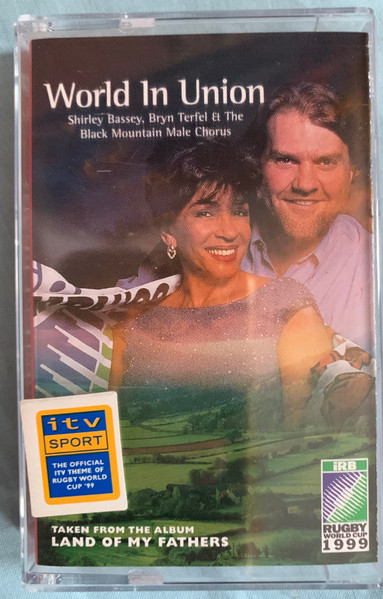 World In Union
Shirley Bassey, Bryn Terfel & The
Black Mountain Male Chorus
itv
SPORT
THE OFFICIAL
ITV THEME OF
RUGBY WORLD
CUP '99
TAKEN FROM THE ALBUM
LAND OF MY FATHERS
iRB
RUGBY
WORLD CUP
1999